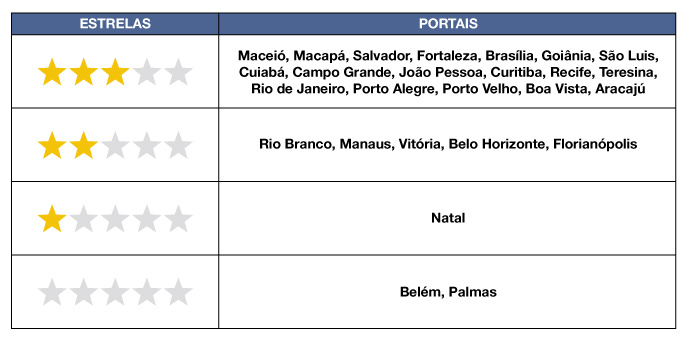 ESTRELAS PORTAIS
Maceió, Macapá, Salvador, Fortaleza, Brasília, Goiânia, São Luis,
Cuiabá, Campo Grande, João Pessoa, Curitiba, Recife, Teresina,
Rio de Janeiro, Porto Alegre, Porto Velho, Boa Vista, Aracajú
Rio Branco, Manaus, Vitória, Belo Horizonte, Florianópolis
Natal
Belém, Palmas